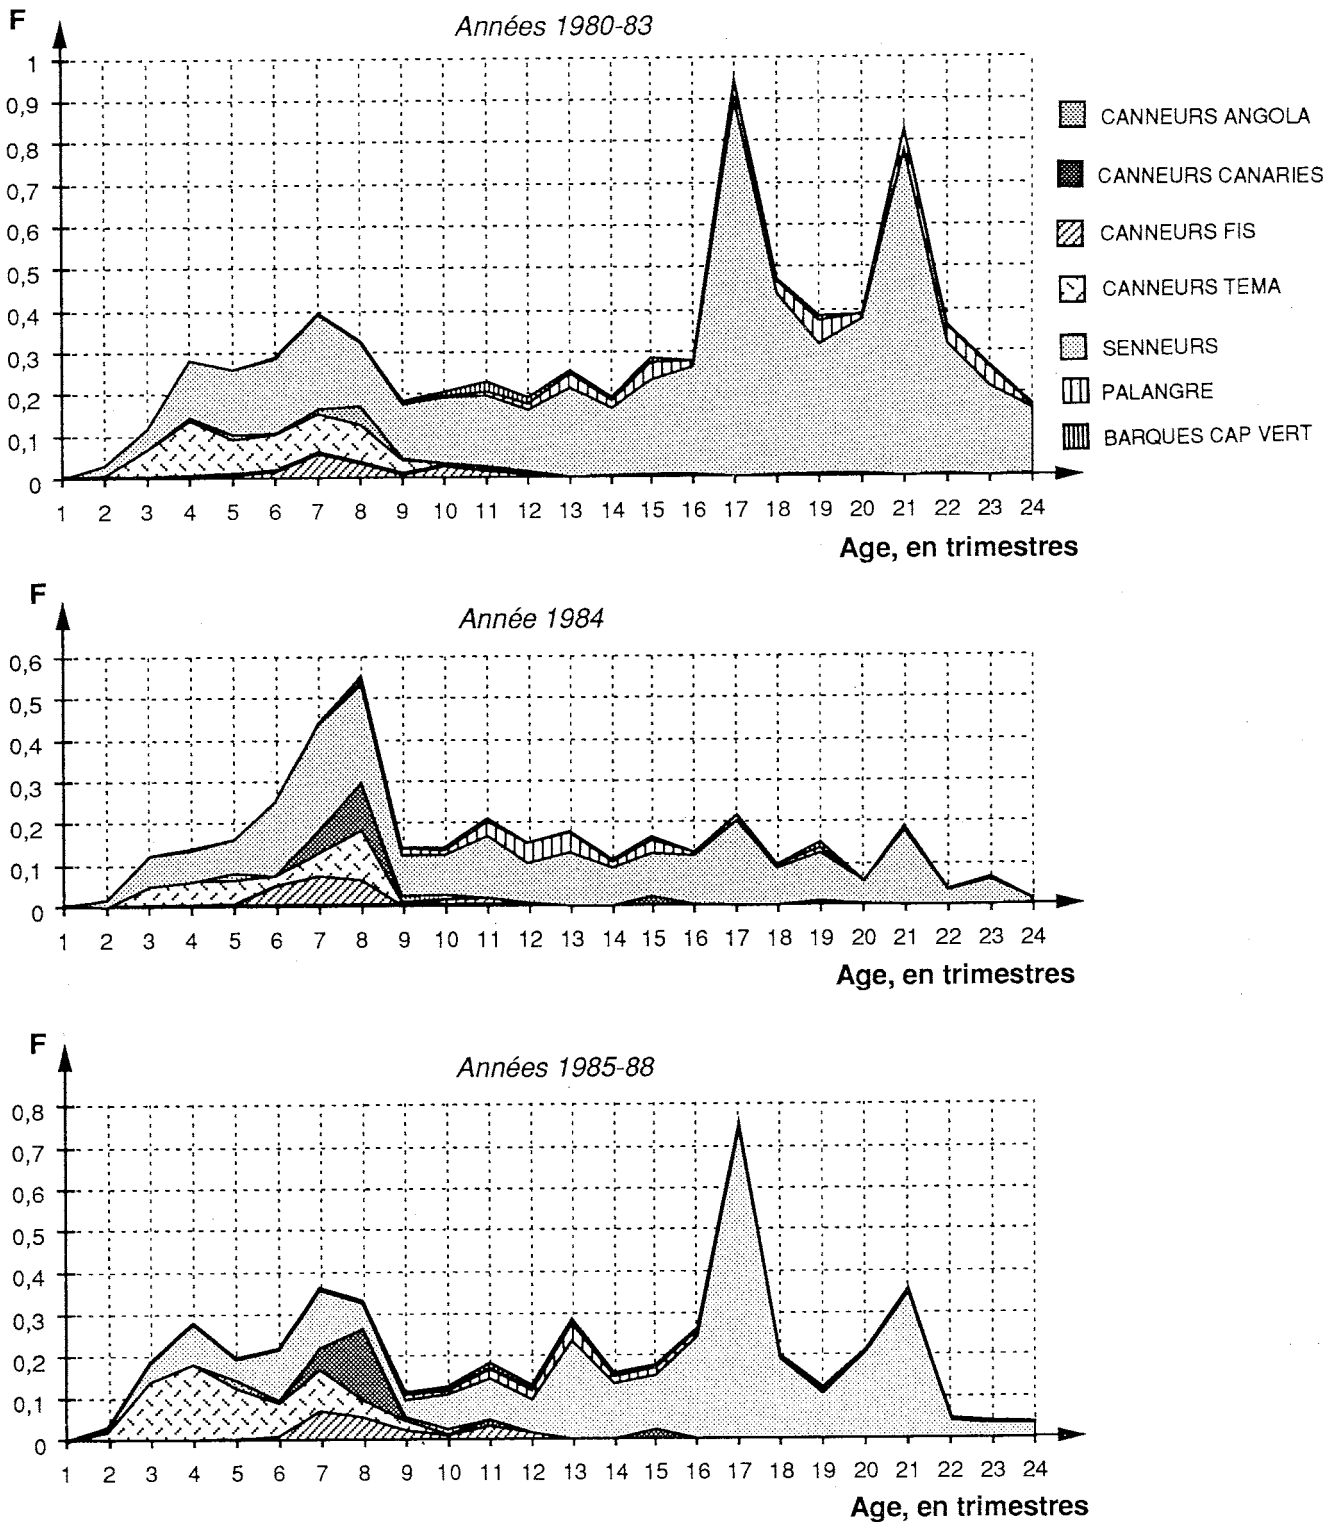 F
Années 1980-83
1
0,9
0,8
0,7
0,6
0,5
0,4
0,3
0,2
0,1
0
1 2 3 4 5 6 7 8 9 10 11 12 13 14 15 16 17 18 19 20 21 22 23 24
Age, en trimestres
CANNEURS ANGOLA
CANNEURS CANARIES
CANNEURS FIS
CANNEURS TEMA
SENNEURS
PALANGRE
BARQUES CAP VERT
F
Année 1984
0,6
0,5
0,4
0,3
0,2
0,1
0
1 2 3 4 5 6 7 8 9 10 11 12 13 14 15 16 17 18 19 20 21 22 23 24
Age, en trimestres
F
Années 1985-88
0,8
0,7
0,6
0,5
0,4
0,3
0,2
0,1
0
1 2 3 4 5 6 7 8 9 10 11 12 13 14 15 16 17 18 19 20 21 22 23 24
Age, en trimestres